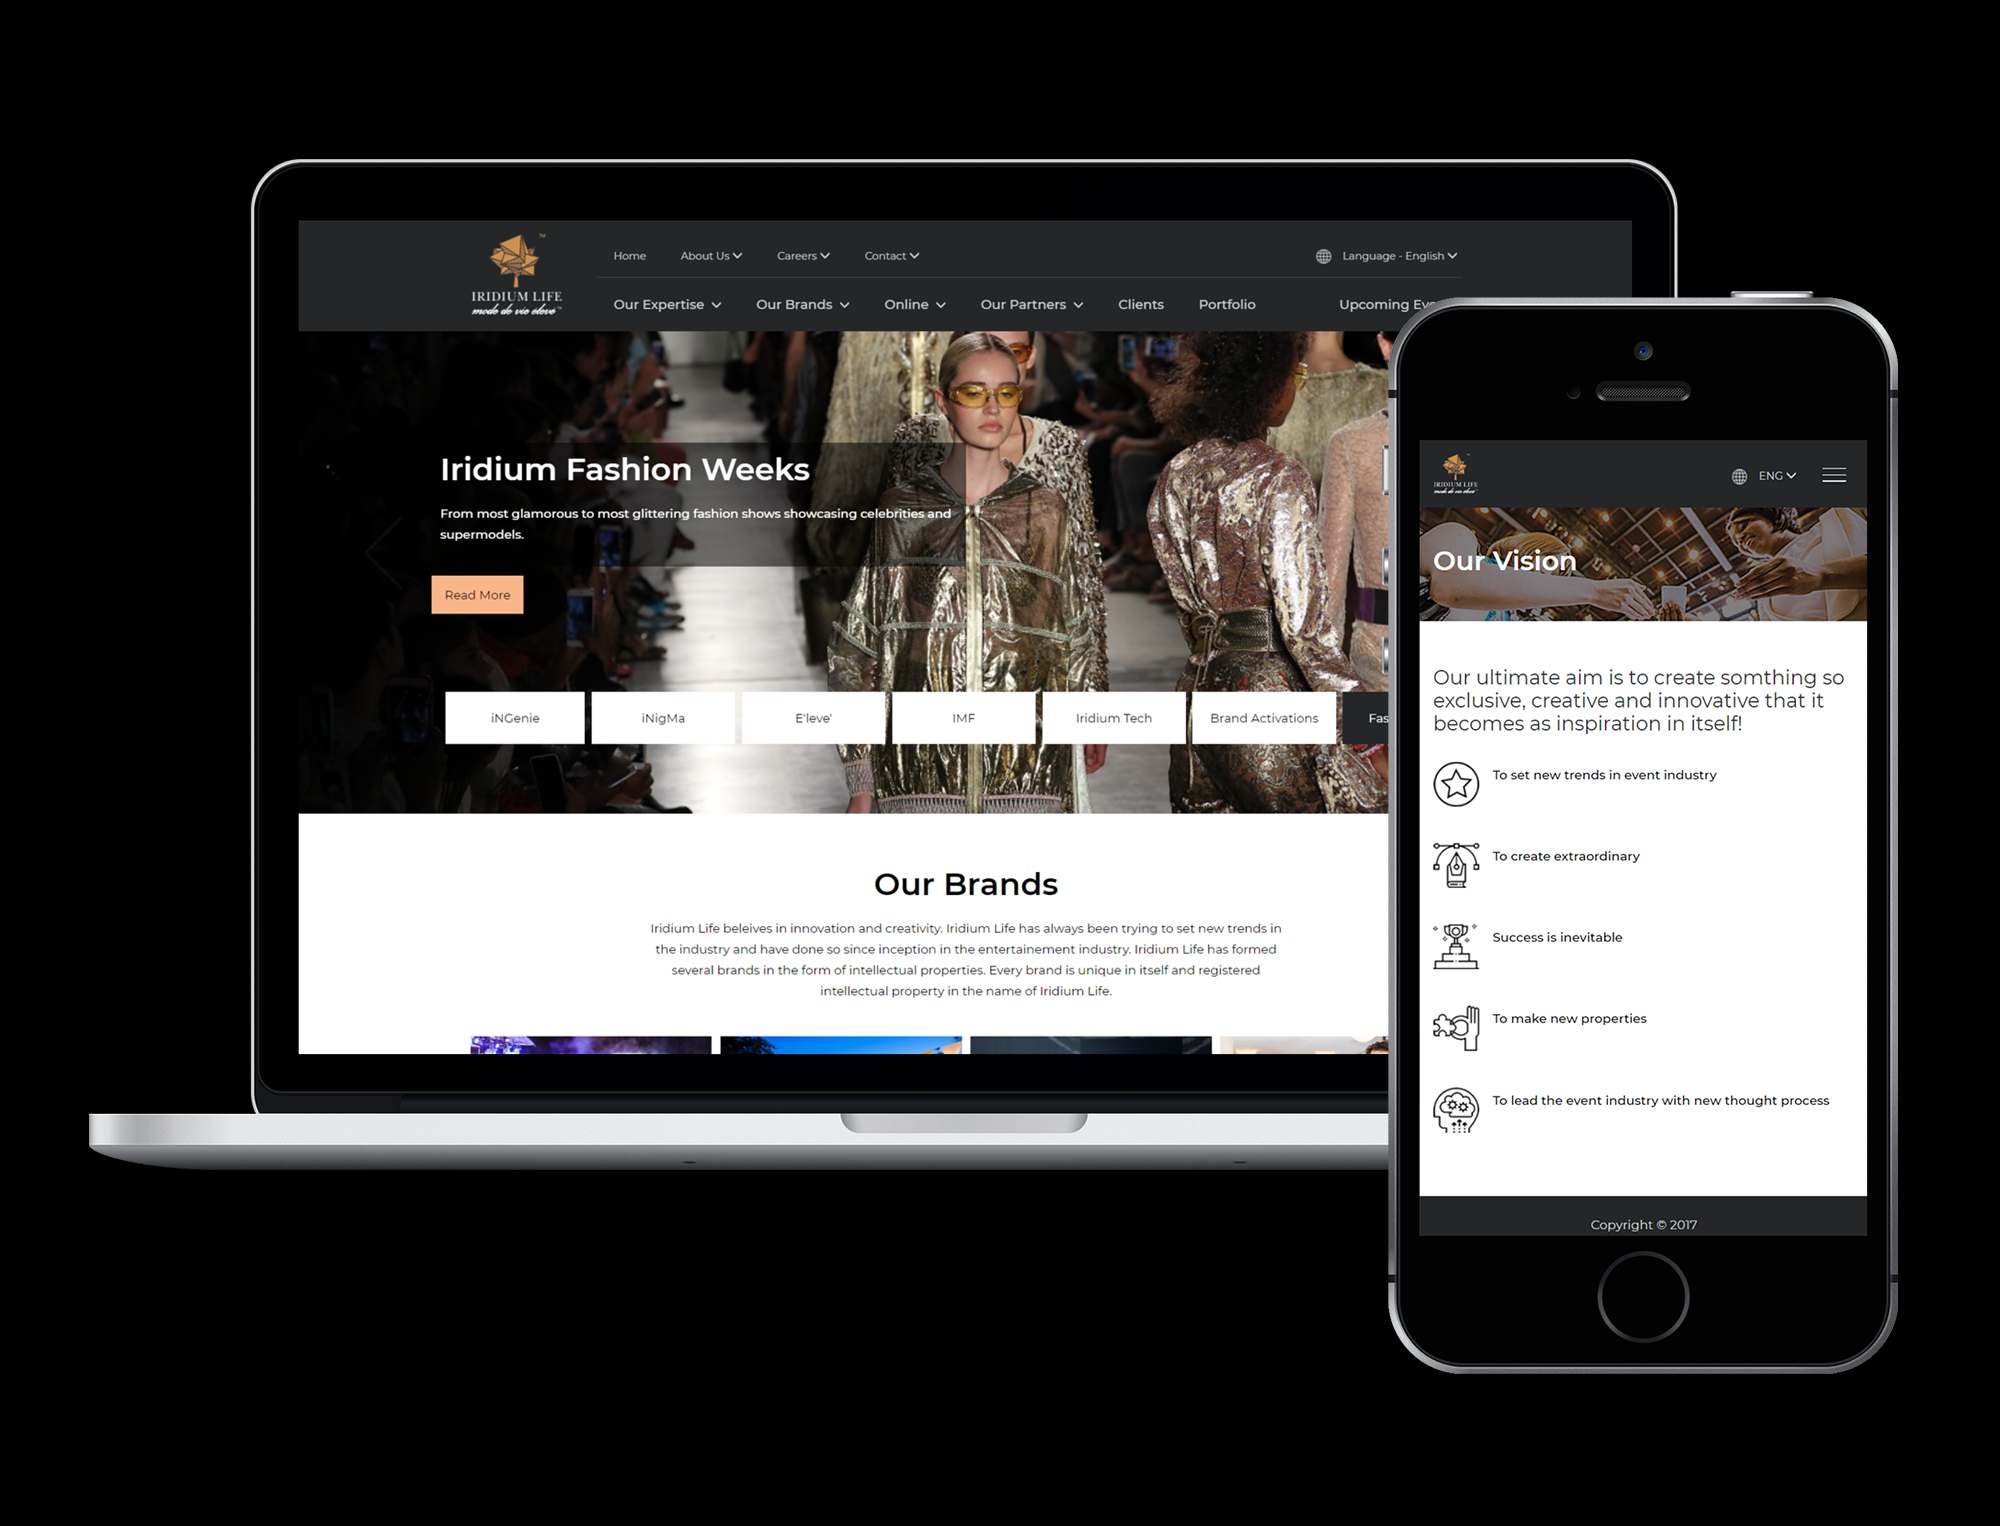 ™
IRIDIUM LIFE
mode de vie élevé™
Home About Us Careers Contact Language - English
Our Expertise Our Brands Online Our Partners Clients Portfolio Upcoming
Iridium Fashion Weeks
From most glamorous to most glittering fashion shows showcasing celebrities and
supermodels.
Read More
iNGenie iNigMa E'leve' IMF Iridium Tech Brand Activations
Our Brands
Iridium Life beleives in innovation and creativity. Iridium Life has always been trying to set new trends in
the industry and have done so since inception in the entertainement industry. Iridium Life has formed
several brands in the form of intellectual properties. Every brand is unique in itself and registered
intellectual property in the name of Iridium Life.
IRIDIUM LIFE
mode de vie élevé™
ENG
Our Vision
Our ultimate aim is to create somthing so
exclusive, creative and innovative that it
becomes as inspiration in itself!
To set new trends in event industry
To create extraordinary
Success is inevitable
To make new properties
To lead the event industry with new thought process
Copyright © 2017